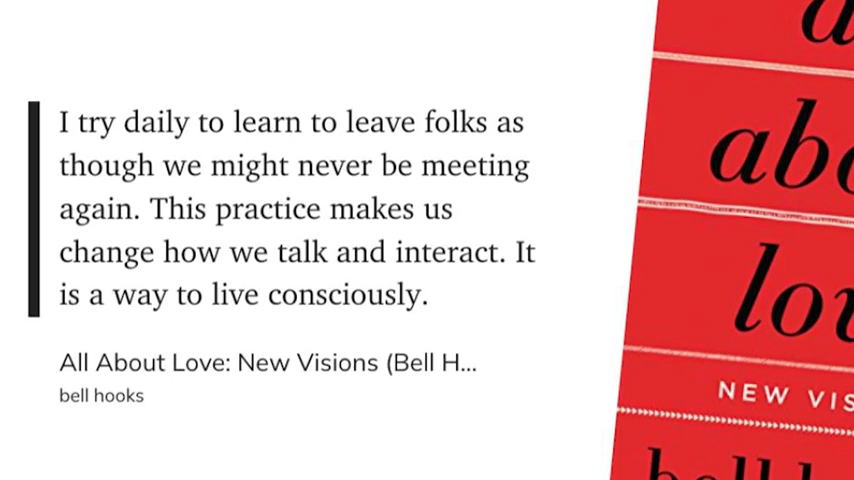 I try daily to learn to leave folks as
though we might never be meeting
again. This practice makes us
change how we talk and interact. It
is a way to live consciously.
All About Love: New Visions (Bell H...
bell hooks
abo
lov
NEW VIS
bell h